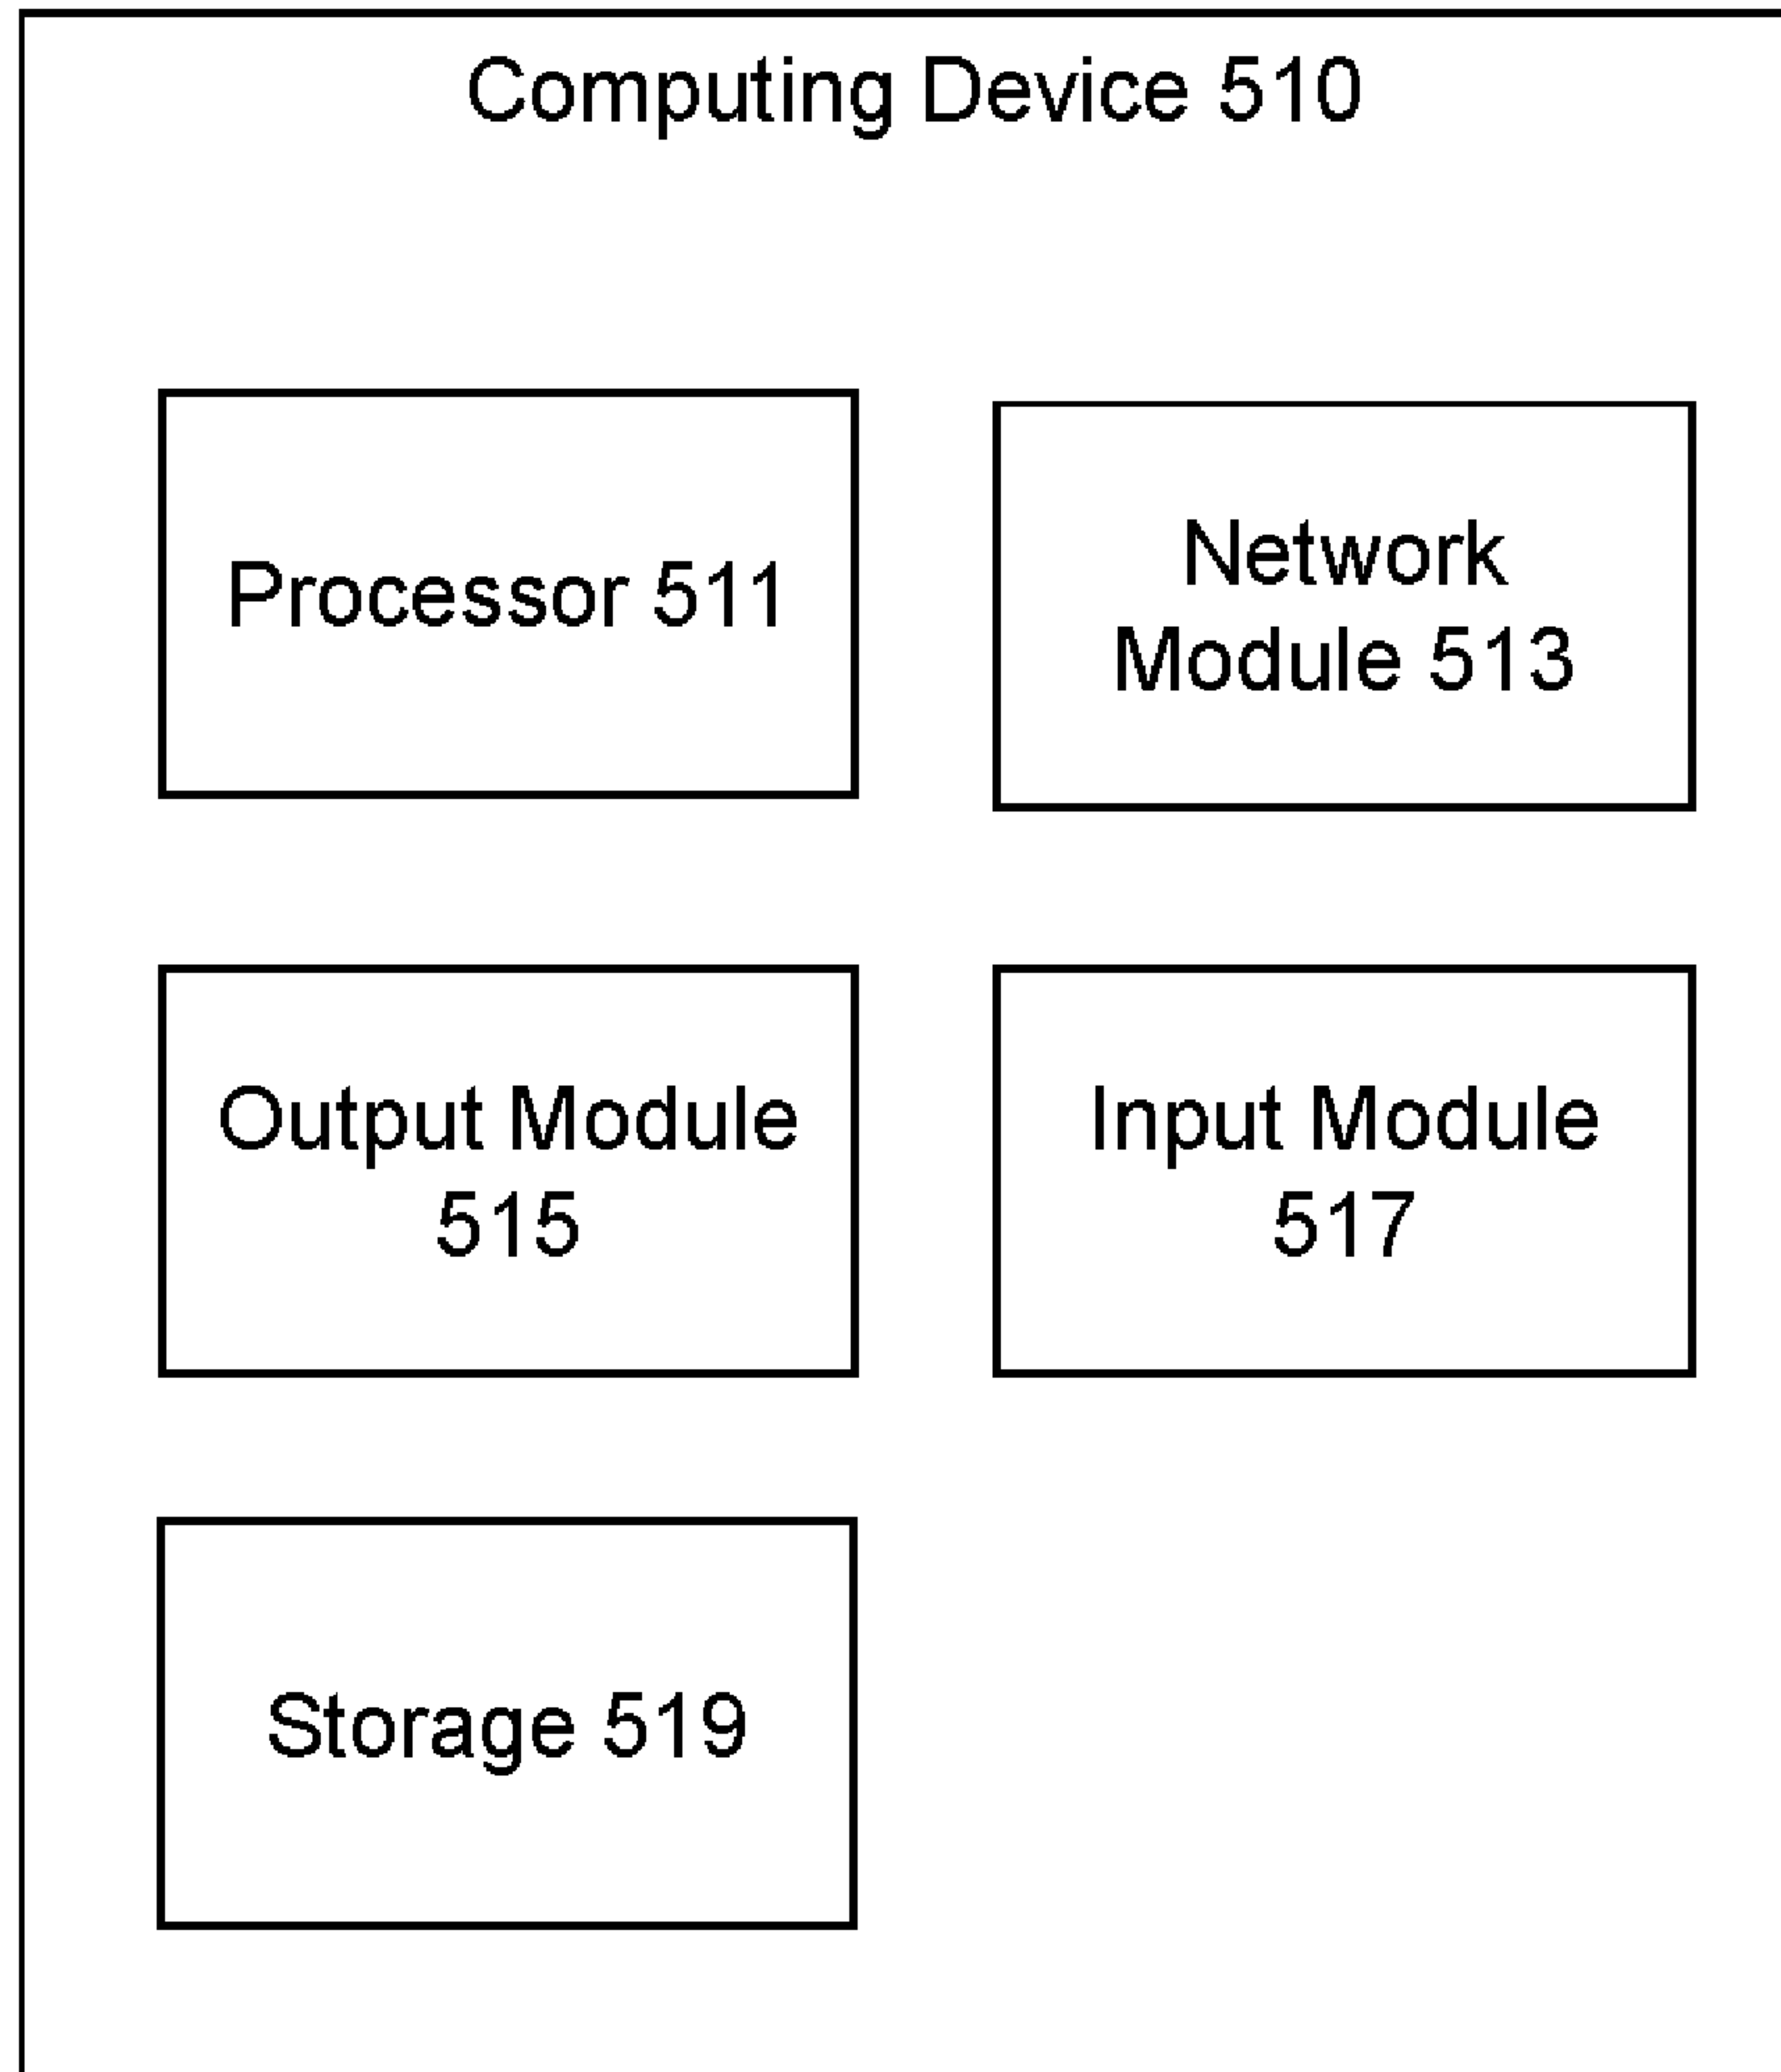 Computing Device 510
Processor 511
Network
Module 513
Output Module
515
Input Module
517
Storage 519